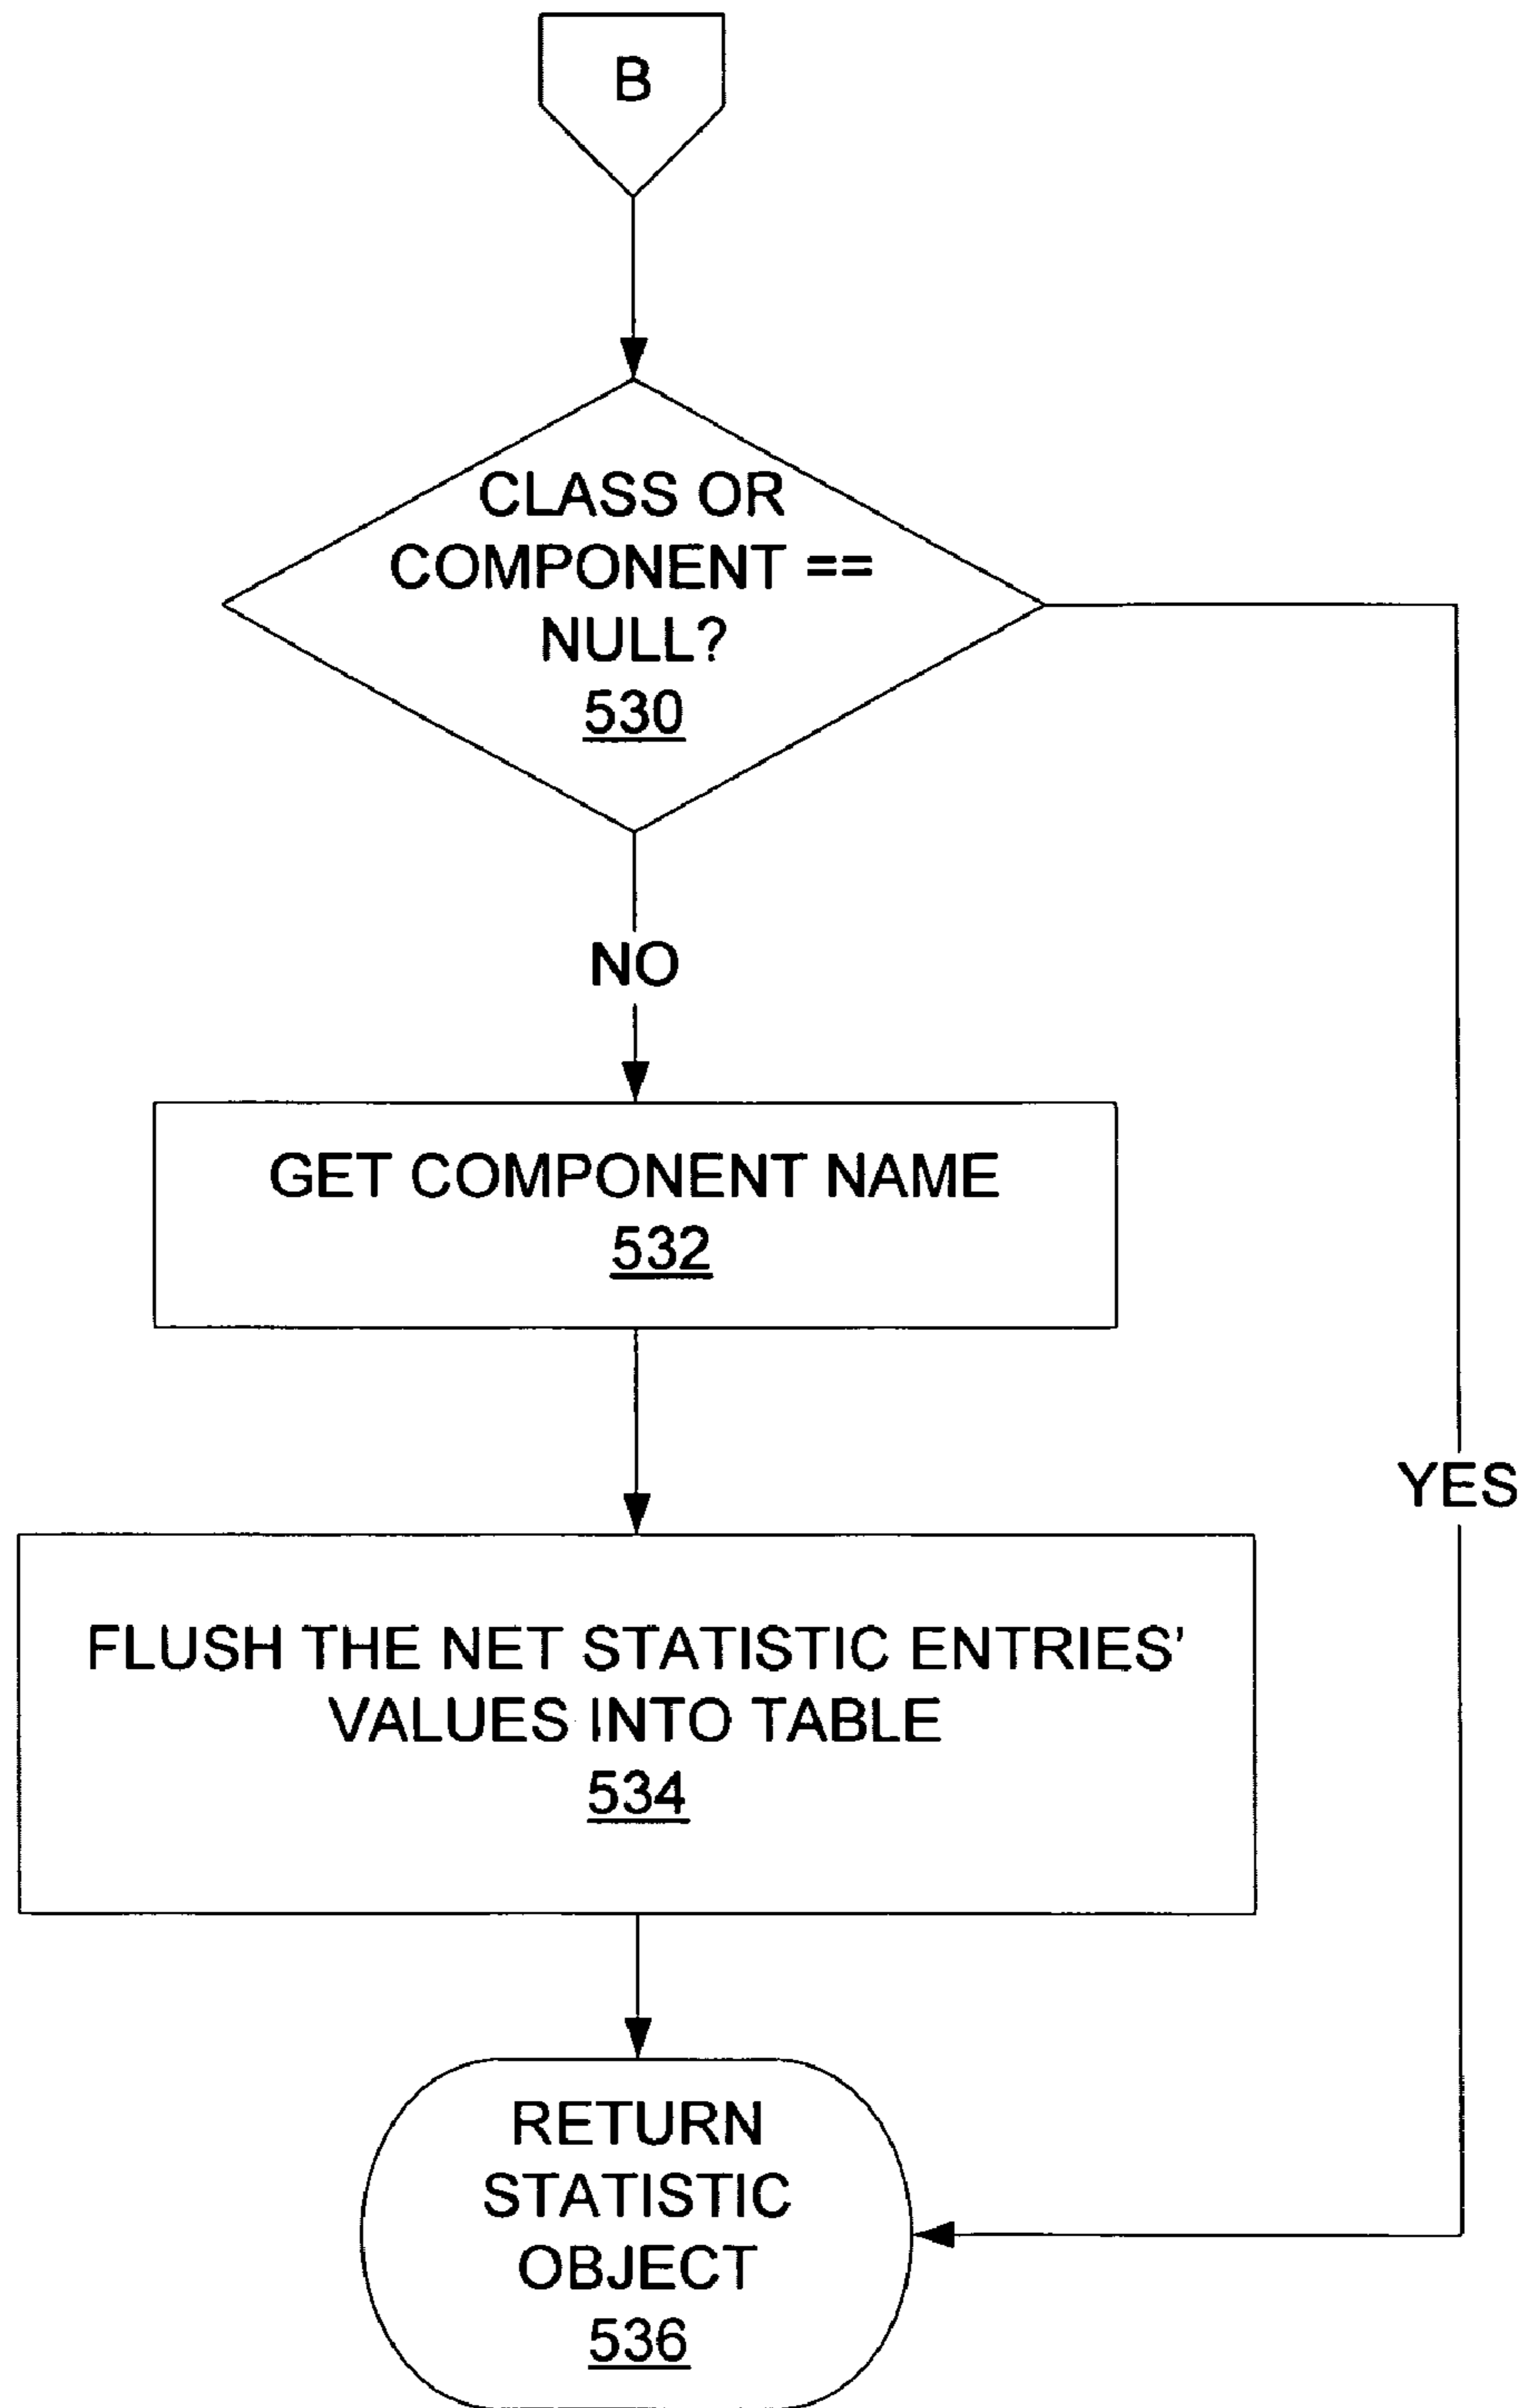 B
CLASS OR
COMPONENT ==
NULL?
530
NO
GET COMPONENT NAME
532
YES
FLUSH THE NET STATISTIC ENTRIES’
VALUES INTO TABLE
534
RETURN
STATISTIC
OBJECT
536